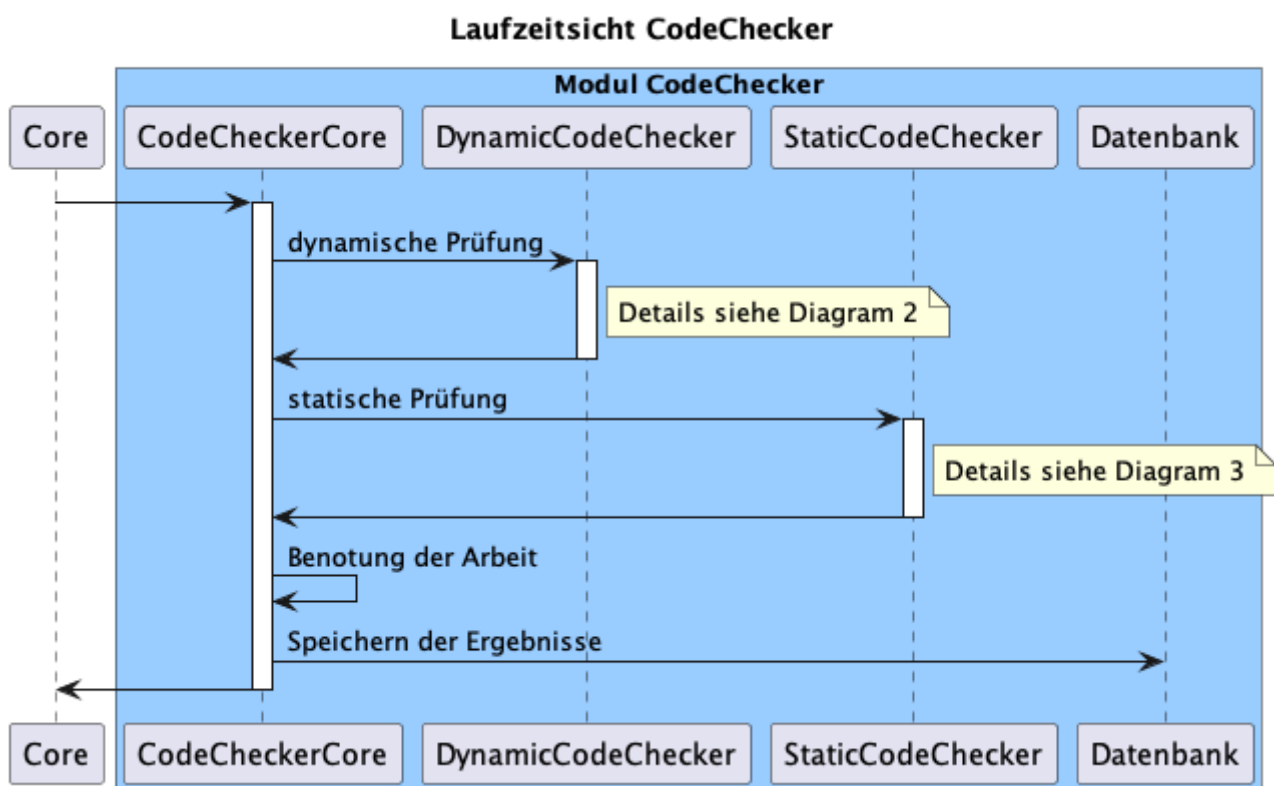 Laufzeitsicht CodeChecker
Modul CodeChecker
Core
CodeCheckerCore
DynamicCodeChecker
StaticCodeChecker
Datenbank
dynamische Prüfung
Details siehe Diagram 2
statische Prüfung
Details siehe Diagram 3
Benotung der Arbeit
Speichern der Ergebnisse
Core
CodeCheckerCore
DynamicCodeChecker
StaticCodeChecker
Datenbank